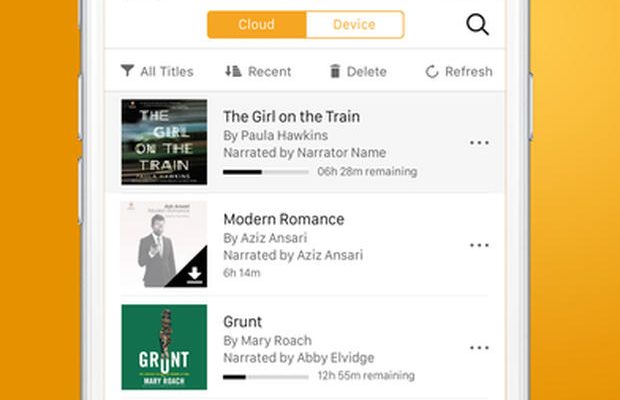 Cloud Device
All Titles Recent Delete Refresh
THE
GIRL
ON THE
TRAIN
PAULA HAWKINS
The Girl on the Train
By Paula Hawkins
Narrated by Narrator Name
06h 28m remaining
Aziz Ansari
Modern Romance
Modern Romance
By Aziz Ansari
Narrated by Aziz Ansari
6h 14m
GRUNT
MARY ROACH
Grunt
By Mary Roach
Narrated by Abby Elvidge
12h 55m remaining